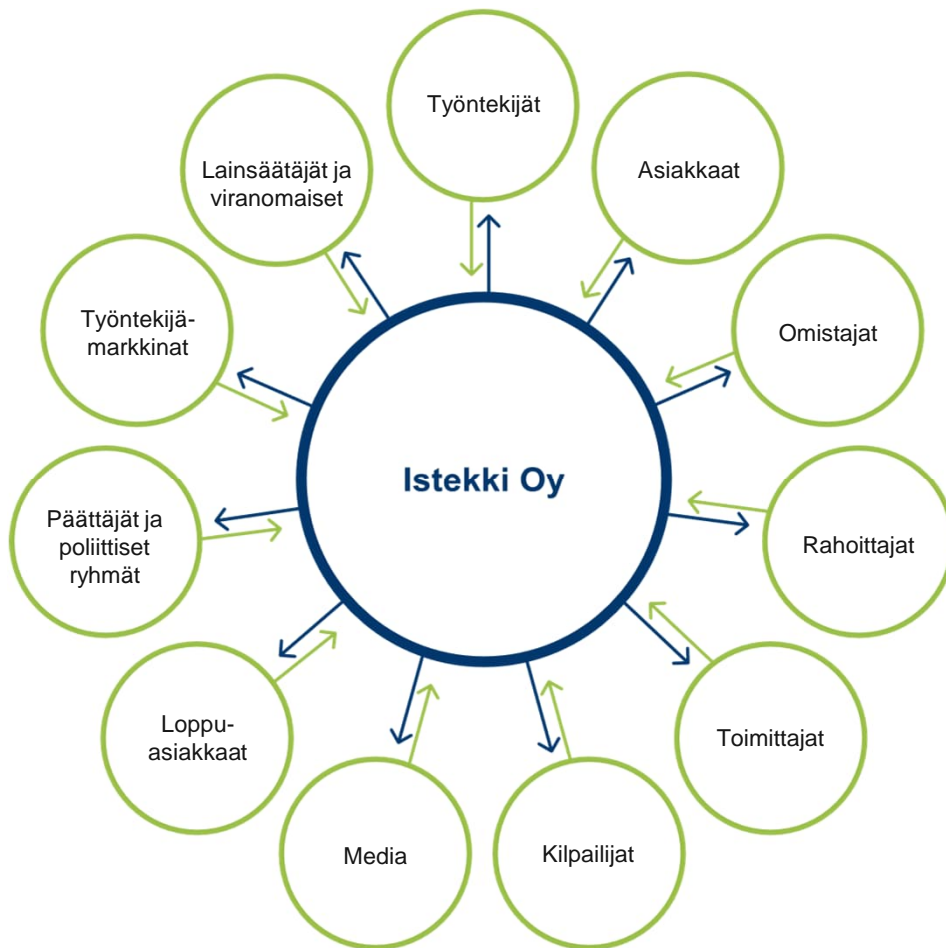 Työntekijät
Asiakkaat
Omistajat
Rahoittajat
Toimittajat
Kilpailijat
Media
Loppu-
asiakkaat
Päättäjät ja
poliittiset
ryhmät
Työntekijä-
markkinat
Lainsäätäjät ja
viranomaiset
Istekki Oy